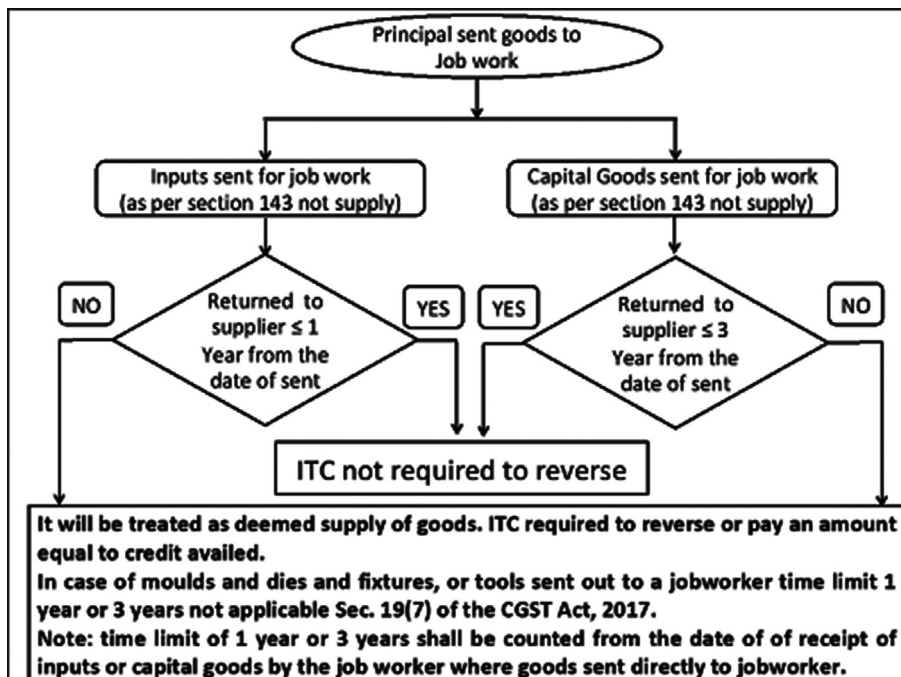 Principal sent goods to
Job work
Inputs sent for job work
(as per section 143 not supply)
Capital Goods sent for job work
(as per section 143 not supply)
NO
Returned to
supplier ≤ 1
Year from the
date of sent
YES
YES
Returned to
supplier ≤ 3
Year from the
date of sent
NO
ITC not required to reverse
It will be treated as deemed supply of goods. ITC required to reverse or pay an amount
equal to credit availed.
In case of moulds and dies and fixtures, or tools sent out to a jobworker time limit 1
year or 3 years not applicable Sec. 19(7) of the CGST Act, 2017.
Note: time limit of 1 year or 3 years shall be counted from the date of of receipt of
inputs or capital goods by the job worker where goods sent directly to jobworker.